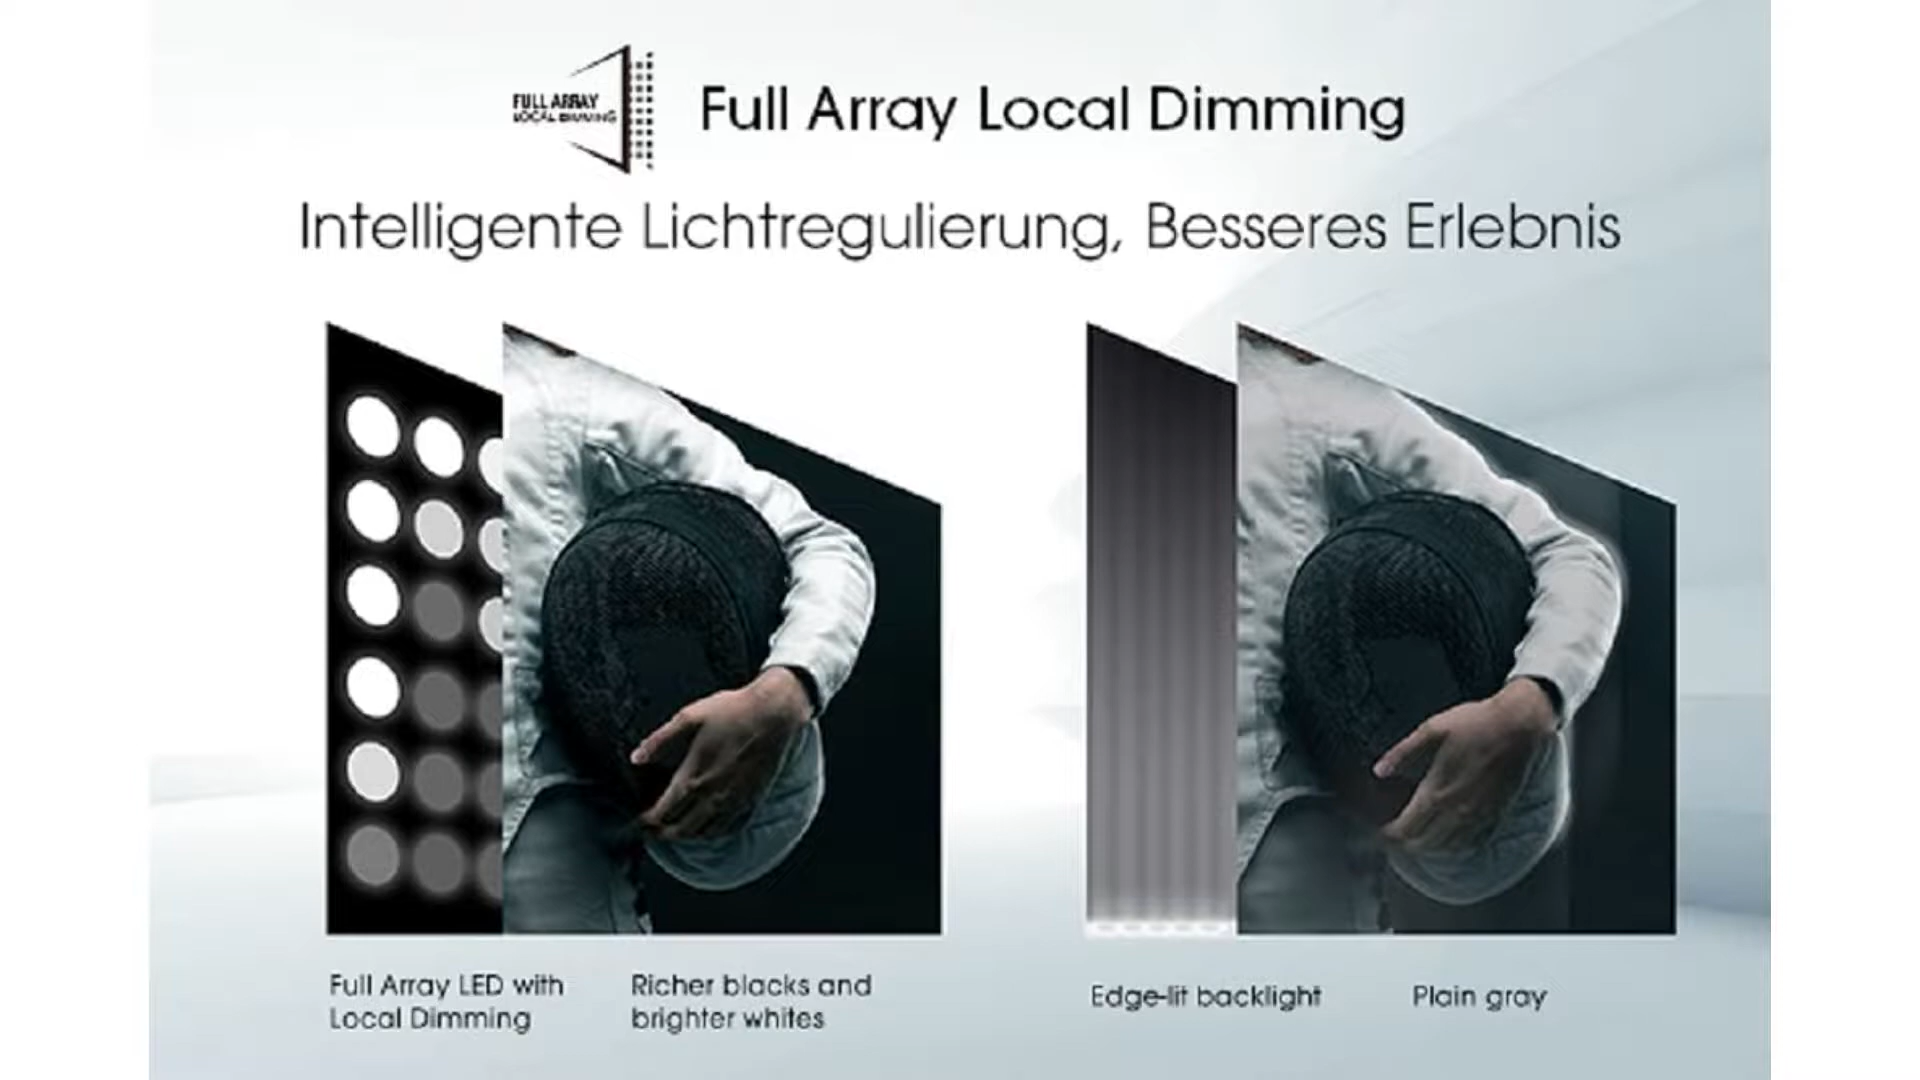 FULL ARRAY
LOCAL DIMMING
Full Array Local Dimming
Intelligente Lichtregulierung, Besseres Erlebnis
Full Array LED with
Local Dimming
Richer blacks and
brighter whites
Edge-lit backlight
Plain gray